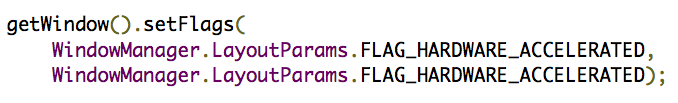 getWindow().setFlags(
    WindowManager.LayoutParams.FLAG_HARDWARE_ACCELERATED,
    WindowManager.LayoutParams.FLAG_HARDWARE_ACCELERATED);